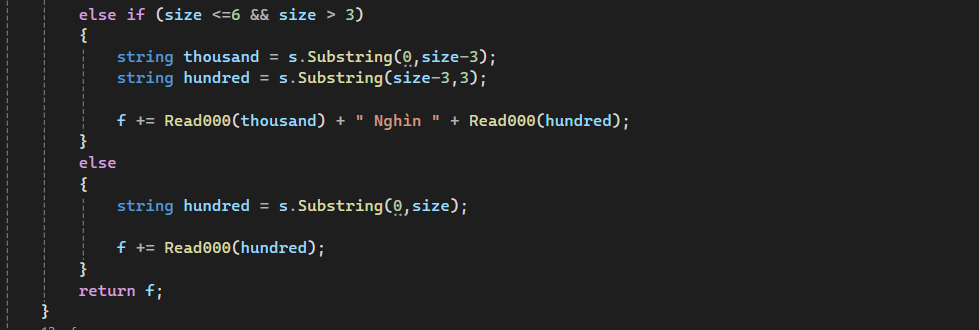 else if (size <=6 && size > 3)
{
string thousand = s.Substring(0,size-3);
string hundred = s.Substring(size-3,3);
f += Read000(thousand) + " Nghìn " + Read000(hundred);
}
else
{
string hundred = s.Substring(0,size);
f += Read000(hundred);
}
return f;
}